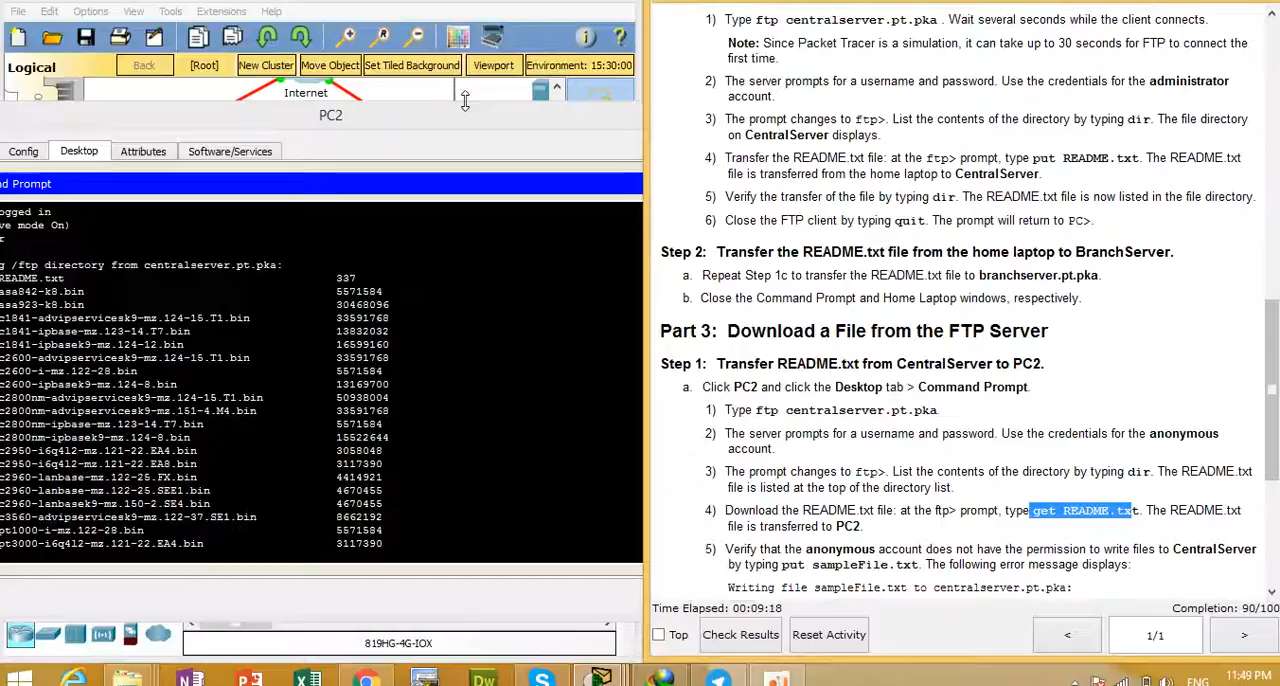 File Edit Options View Tools Extensions Help
Logical Back [Root] New Cluster Move Object Set Tiled Background Viewport Environment: 15:30:00
Internet
PC2
Config Desktop Attributes Software/Services
nd Prompt
ogged in
ve mode On)
r
g /ftp directory from centralserver.pt.pka:
README.txt 337
asa842-k8.bin 5571584
asa923-k8.bin 30468096
c1841-advipservicesk9-mz.124-15.T1.bin 33591768
c1841-ipbase-mz.123-14.T7.bin 13832032
c1841-ipbasek9-mz.124-12.bin 16599160
c2600-advipservicesk9-mz.124-15.T1.bin 33591768
c2600-i-mz.122-28.bin 5571584
c2600-ipbasek9-mz.124-8.bin 13169700
c2800nm-advipservicesk9-mz.124-15.T1.bin 50938004
c2800nm-advipservicesk9-mz.151-4.M4.bin 33591768
c2800nm-ipbase-mz.123-14.T7.bin 5571584
c2800nm-ipbasek9-mz.124-8.bin 15522644
c2950-i6q4l2-mz.121-22.EA4.bin 3058048
c2950-i6q4l2-mz.121-22.EA8.bin 3117390
c2960-lanbase-mz.122-25.FX.bin 4414921
c2960-lanbase-mz.122-25.SEE1.bin 4670455
c2960-lanbasek9-mz.150-2.SE4.bin 4670455
c3560-advipservicesk9-mz.122-37.SE1.bin 8662192
pt1000-i-mz.122-28.bin 5571584
pt3000-i6q4l2-mz.121-22.EA4.bin 3117390
819HG-4G-IOX
1) Type ftp centralserver.pt.pka . Wait several seconds while the client connects.
Note: Since Packet Tracer is a simulation, it can take up to 30 seconds for FTP to connect the
first time.
2) The server prompts for a username and password. Use the credentials for the administrator
account.
3) The prompt changes to ftp>. List the contents of the directory by typing dir. The file directory
on CentralServer displays.
4) Transfer the README.txt file: at the ftp> prompt, type put README.txt. The README.txt
file is transferred from the home laptop to CentralServer.
5) Verify the transfer of the file by typing dir. The README.txt file is now listed in the file directory.
6) Close the FTP client by typing quit. The prompt will return to PC>.
Step 2: Transfer the README.txt file from the home laptop to BranchServer.
a. Repeat Step 1c to transfer the README.txt file to branchserver.pt.pka.
b. Close the Command Prompt and Home Laptop windows, respectively.
Part 3: Download a File from the FTP Server
Step 1: Transfer README.txt from CentralServer to PC2.
a. Click PC2 and click the Desktop tab > Command Prompt.
1) Type ftp centralserver.pt.pka.
2) The server prompts for a username and password. Use the credentials for the anonymous
account.
3) The prompt changes to ftp>. List the contents of the directory by typing dir. The README.txt
file is listed at the top of the directory list.
4) Download the README.txt file: at the ftp> prompt, type get README.txt. The README.txt
file is transferred to PC2.
5) Verify that the anonymous account does not have the permission to write files to CentralServer
by typing put sampleFile.txt. The following error message displays:
Writing file sampleFile.txt to centralserver.pt.pka:
Time Elapsed: 00:09:18 Completion: 90/100
Top Check Results Reset Activity < 1/1 >
ENG 11:49 PM